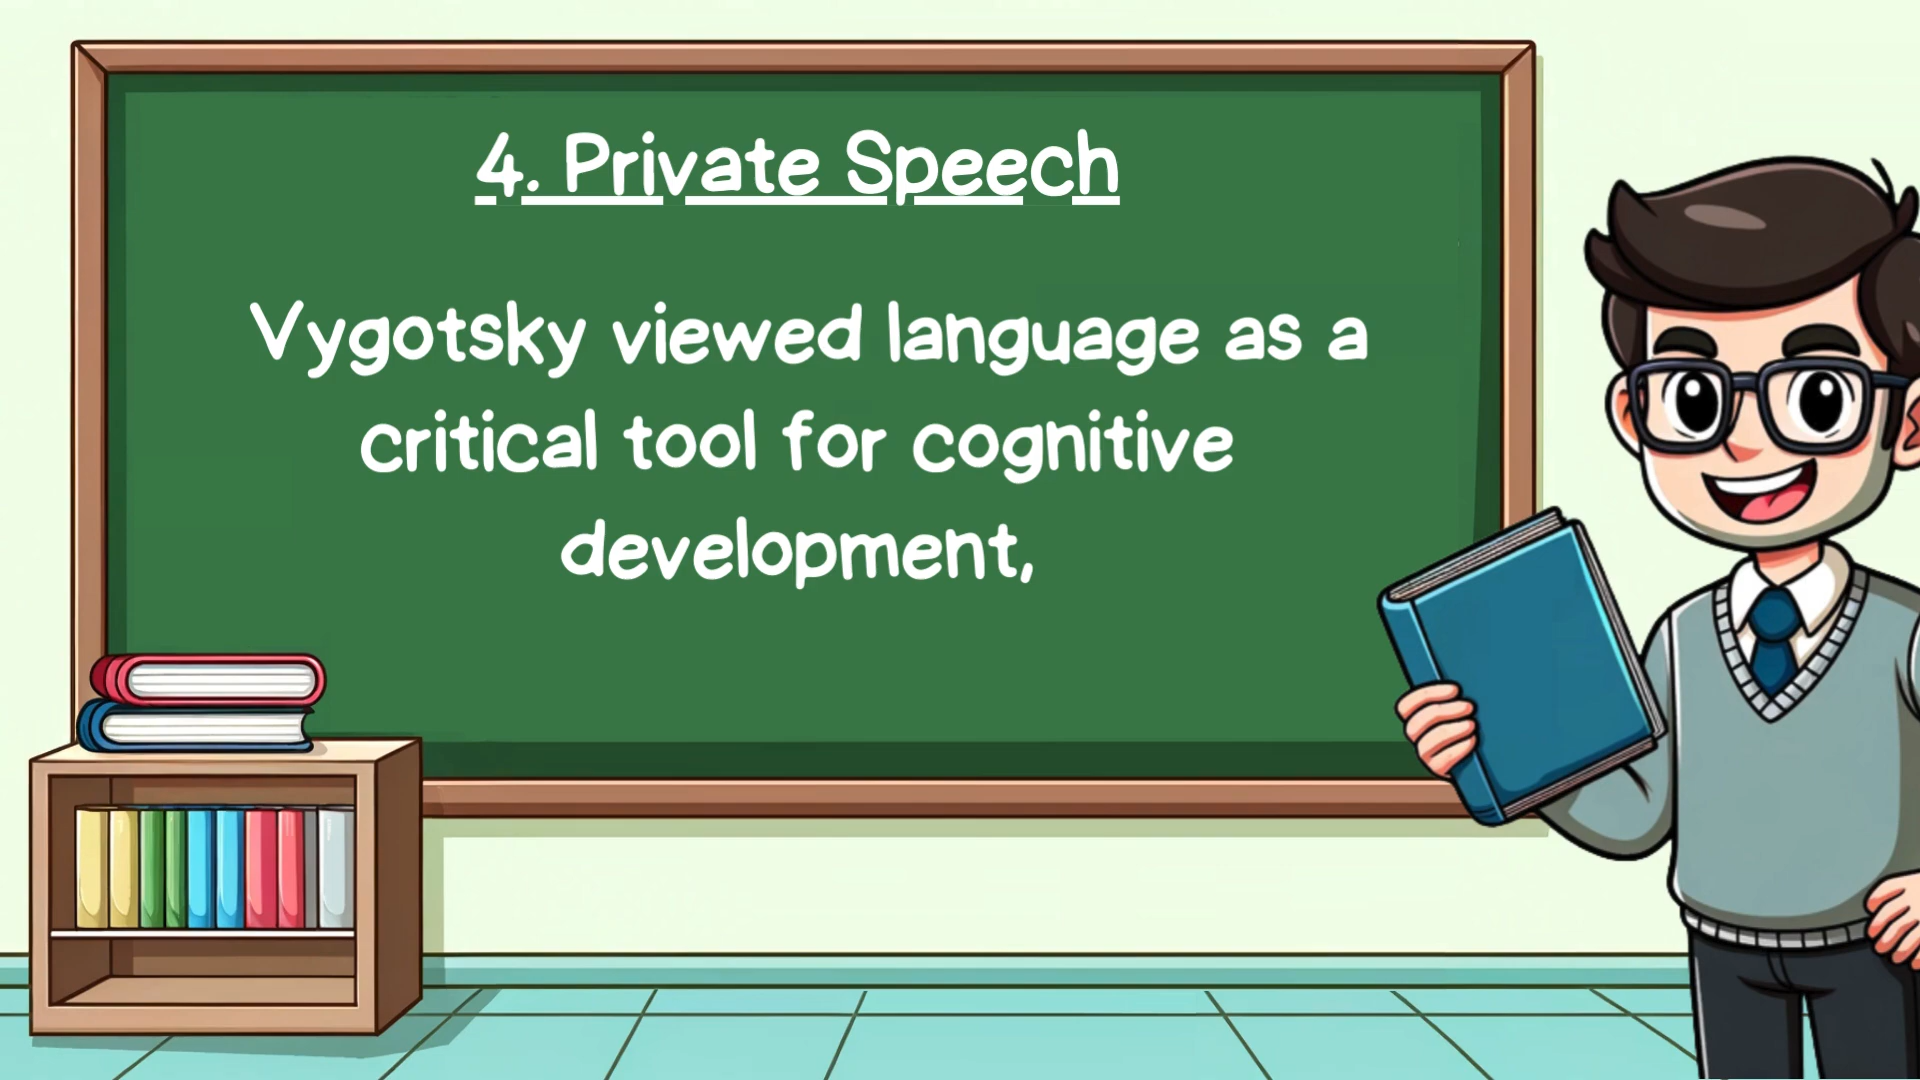 4. Private Speech
Vygotsky viewed language as a
critical tool for cognitive
development,